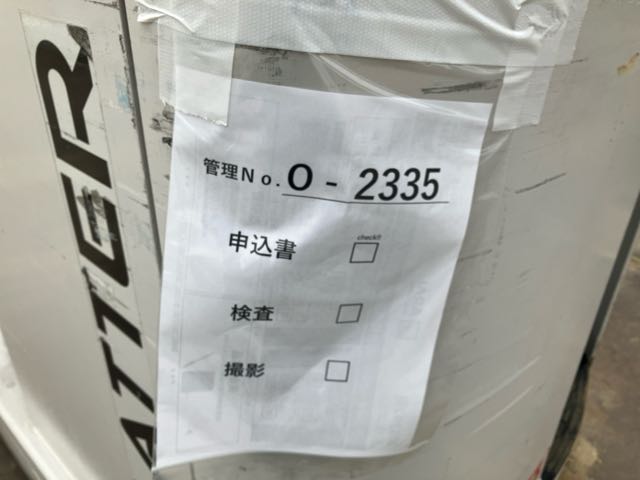 ATTER
管理No. O - 2335
申込書 □
check!!
検査 □
撮影 □